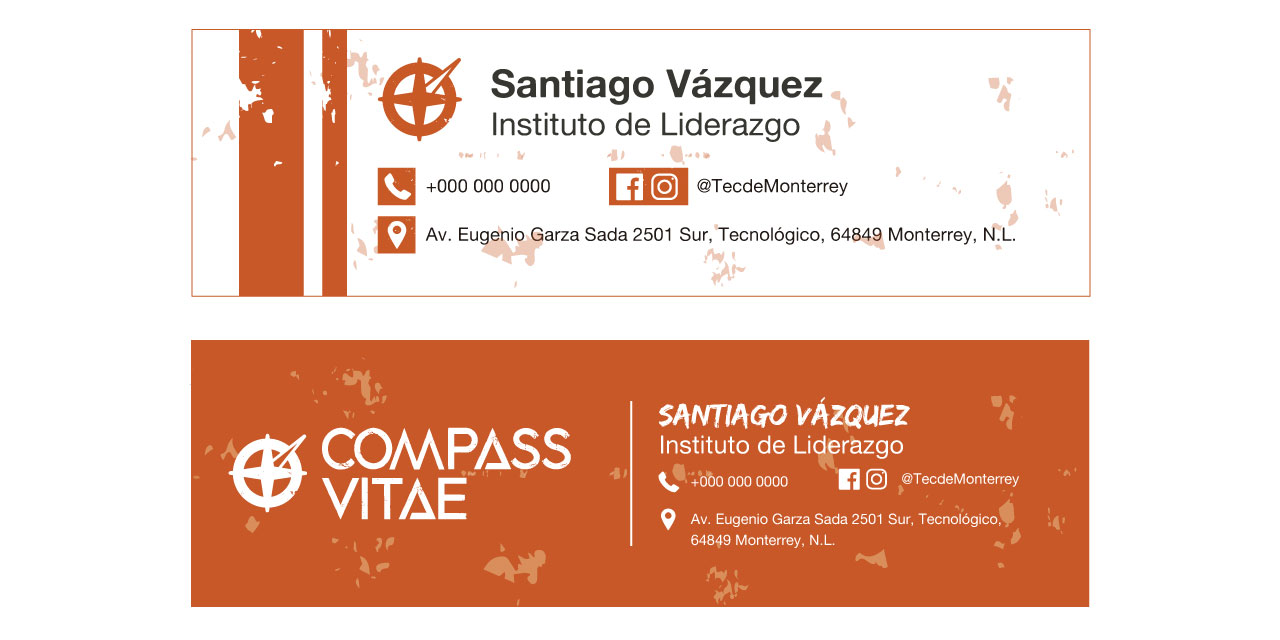 Santiago Vázquez
Instituto de Liderazgo
+000 000 0000
@TecdeMonterrey
Av. Eugenio Garza Sada 2501 Sur, Tecnológico, 64849 Monterrey, N.L.
COMPASS
VITAE
SANTIAGO VÁZQUEZ
Instituto de Liderazgo
+000 000 0000
@TecdeMonterrey
Av. Eugenio Garza Sada 2501 Sur, Tecnológico,
64849 Monterrey, N.L.